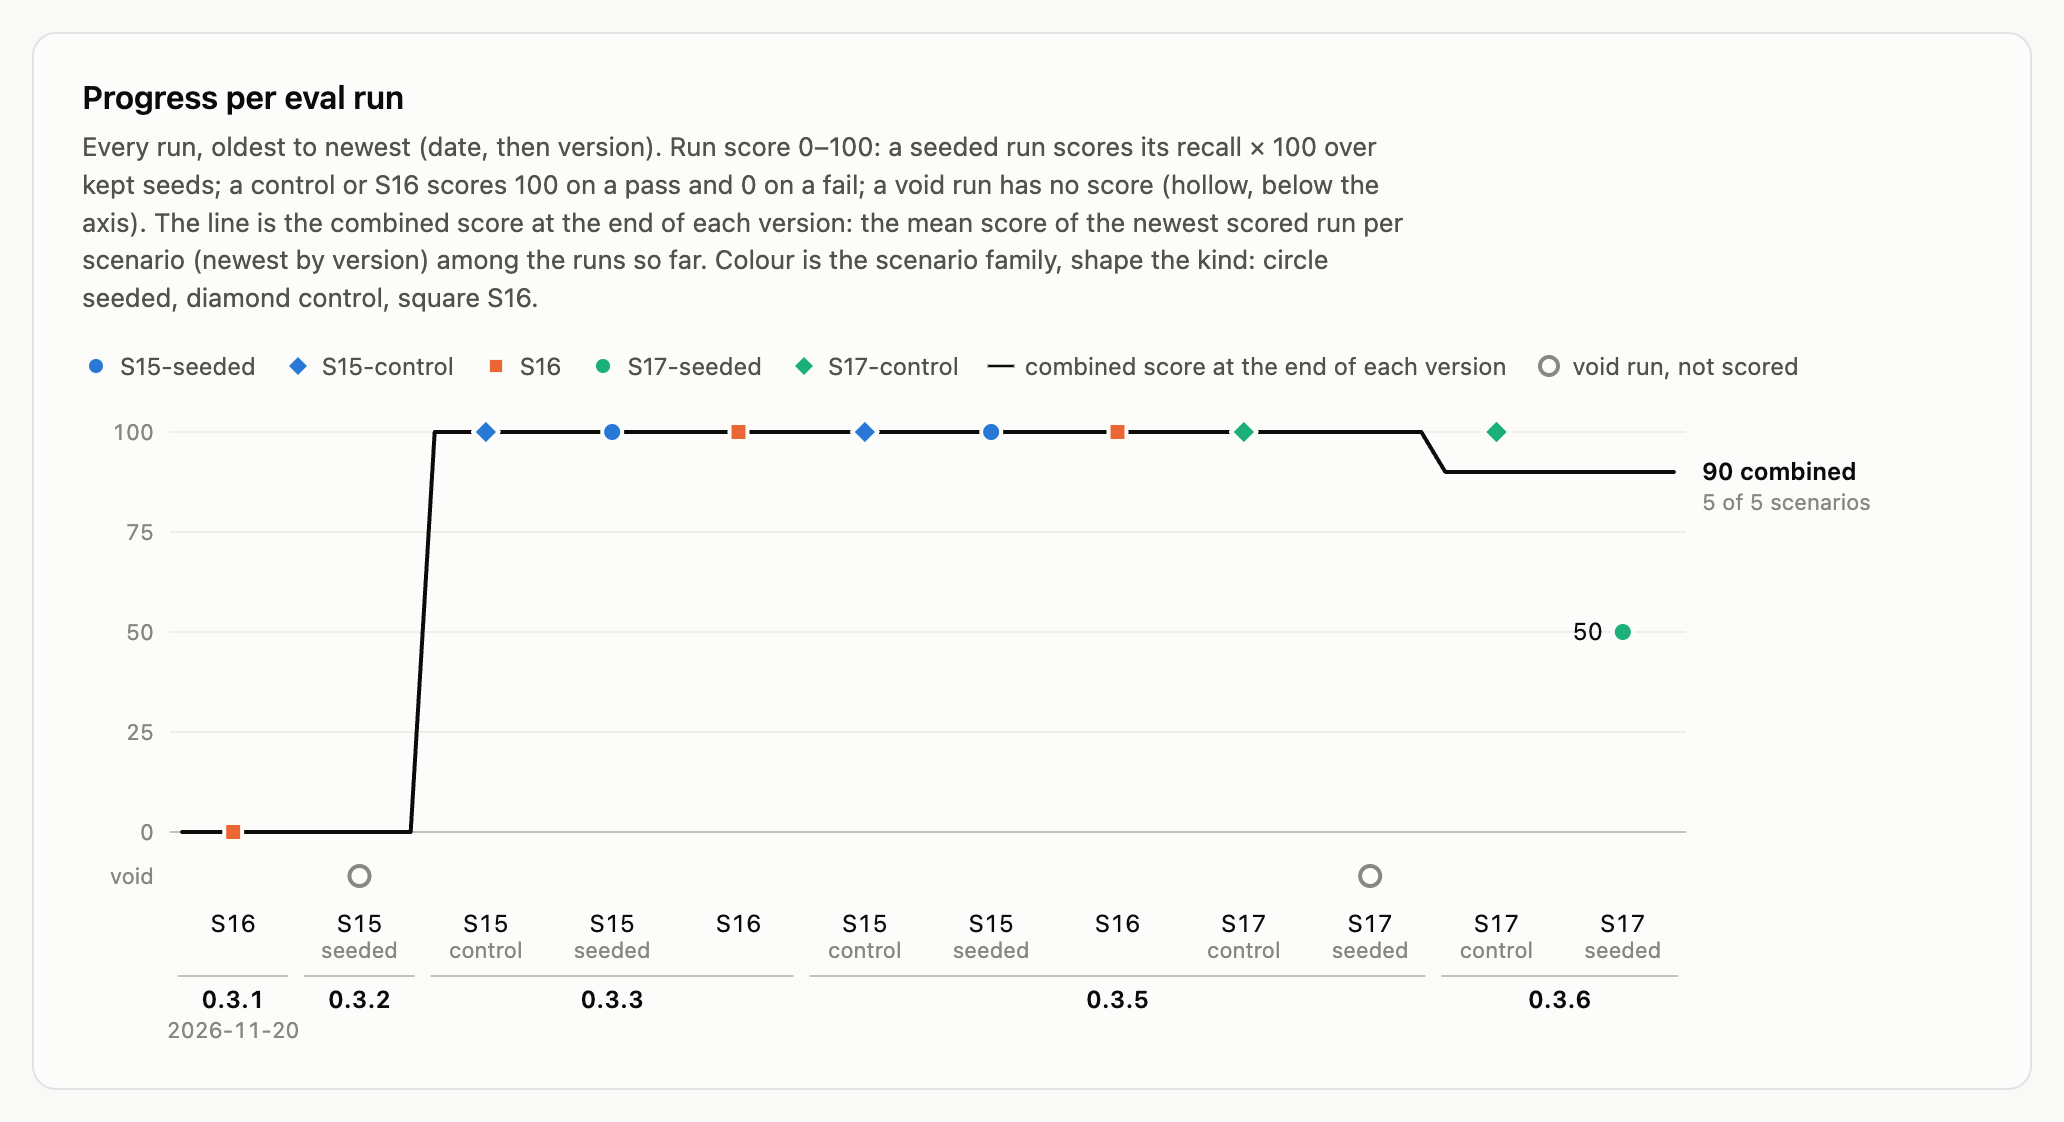 Progress per eval run
Every run, oldest to newest (date, then version). Run score 0–100: a seeded run scores its recall × 100 over
kept seeds; a control or S16 scores 100 on a pass and 0 on a fail; a void run has no score (hollow, below the
axis). The line is the combined score at the end of each version: the mean score of the newest scored run per
scenario (newest by version) among the runs so far. Colour is the scenario family, shape the kind: circle
seeded, diamond control, square S16.
S15-seeded S15-control S16 S17-seeded S17-control combined score at the end of each version void run, not scored
100
90 combined
5 of 5 scenarios
75
50 50
25
0
void
S16 S15 S15 S15 S16 S15 S15 S16 S17 S17 S17 S17
seeded control seeded control seeded control seeded control seeded
0.3.1 0.3.2 0.3.3 0.3.5 0.3.6
2026-11-20